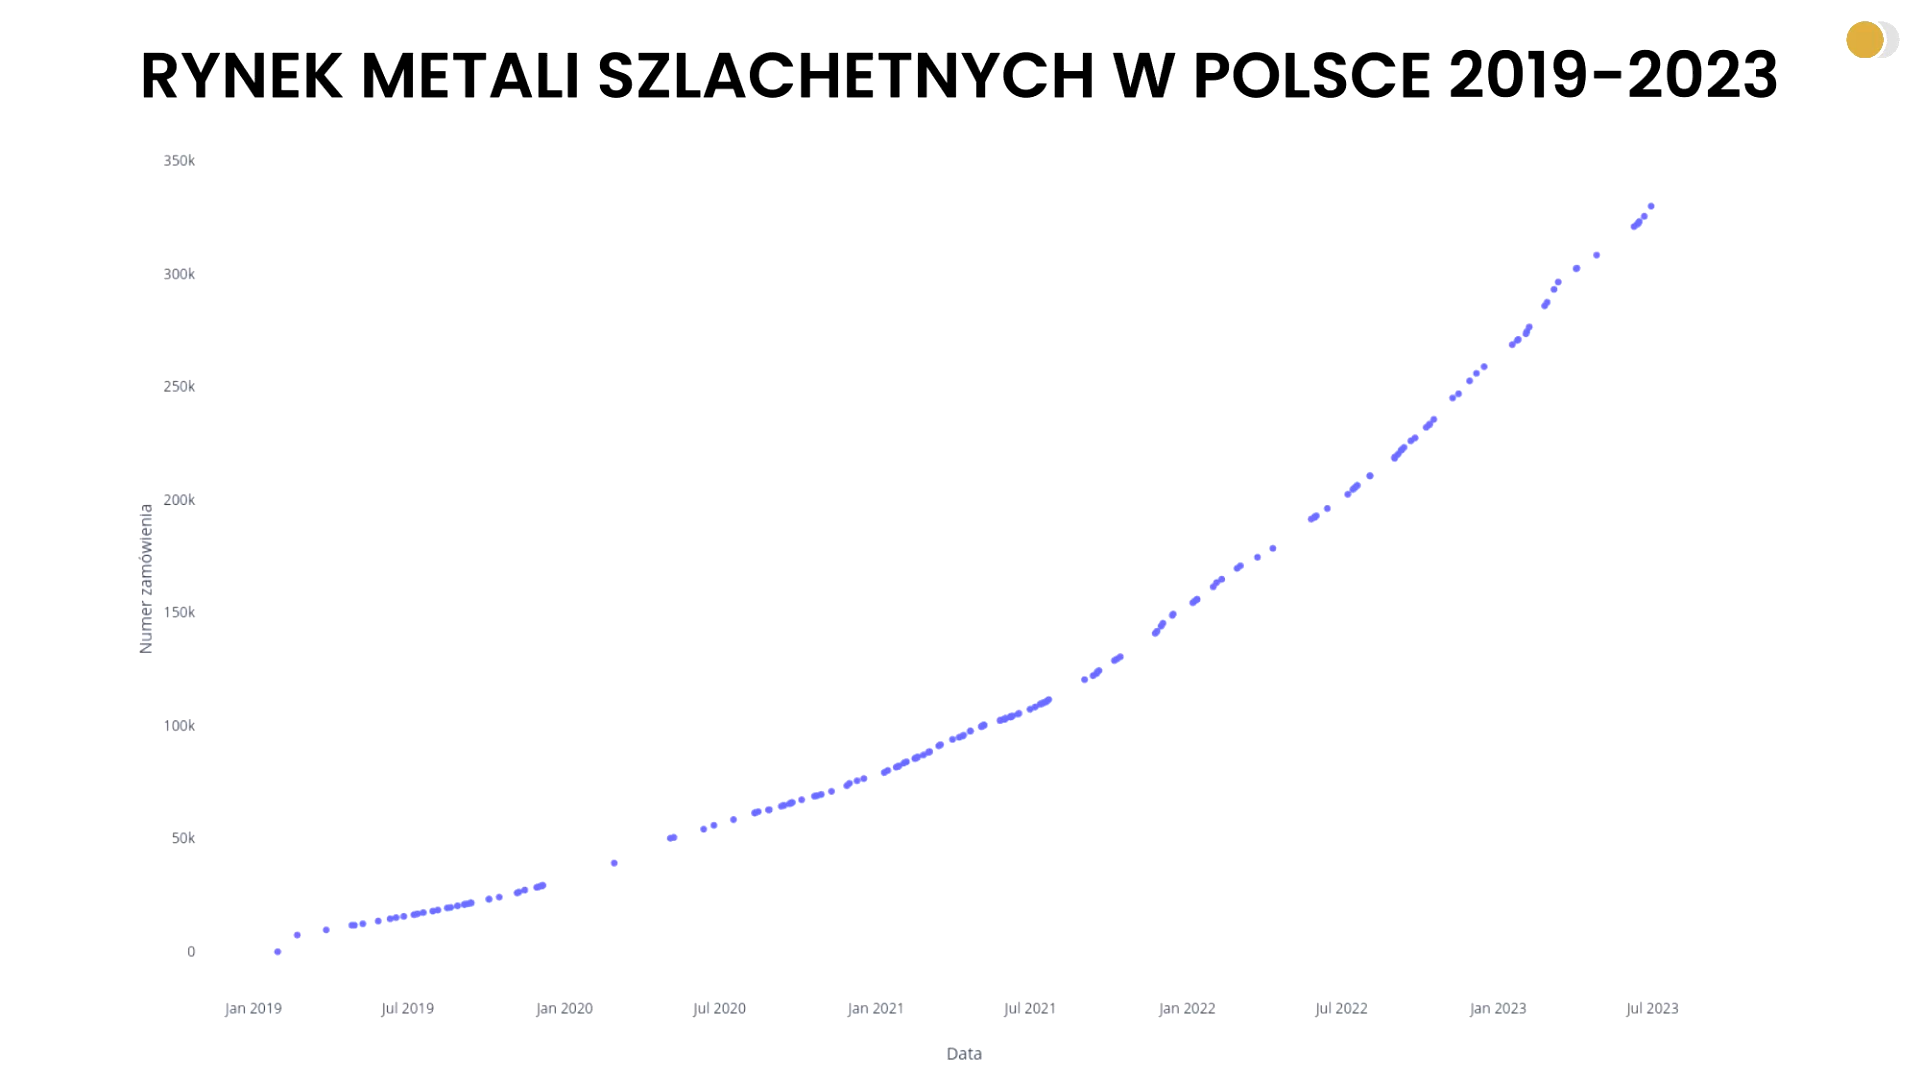 RYNEK METALI SZLACHETNYCH W POLSCE 2019-2023
350k
300k
250k
200k
150k
100k
50k
0
Numer zamówienia
Jan 2019
Jul 2019
Jan 2020
Jul 2020
Jan 2021
Jul 2021
Jan 2022
Jul 2022
Jan 2023
Jul 2023
Data